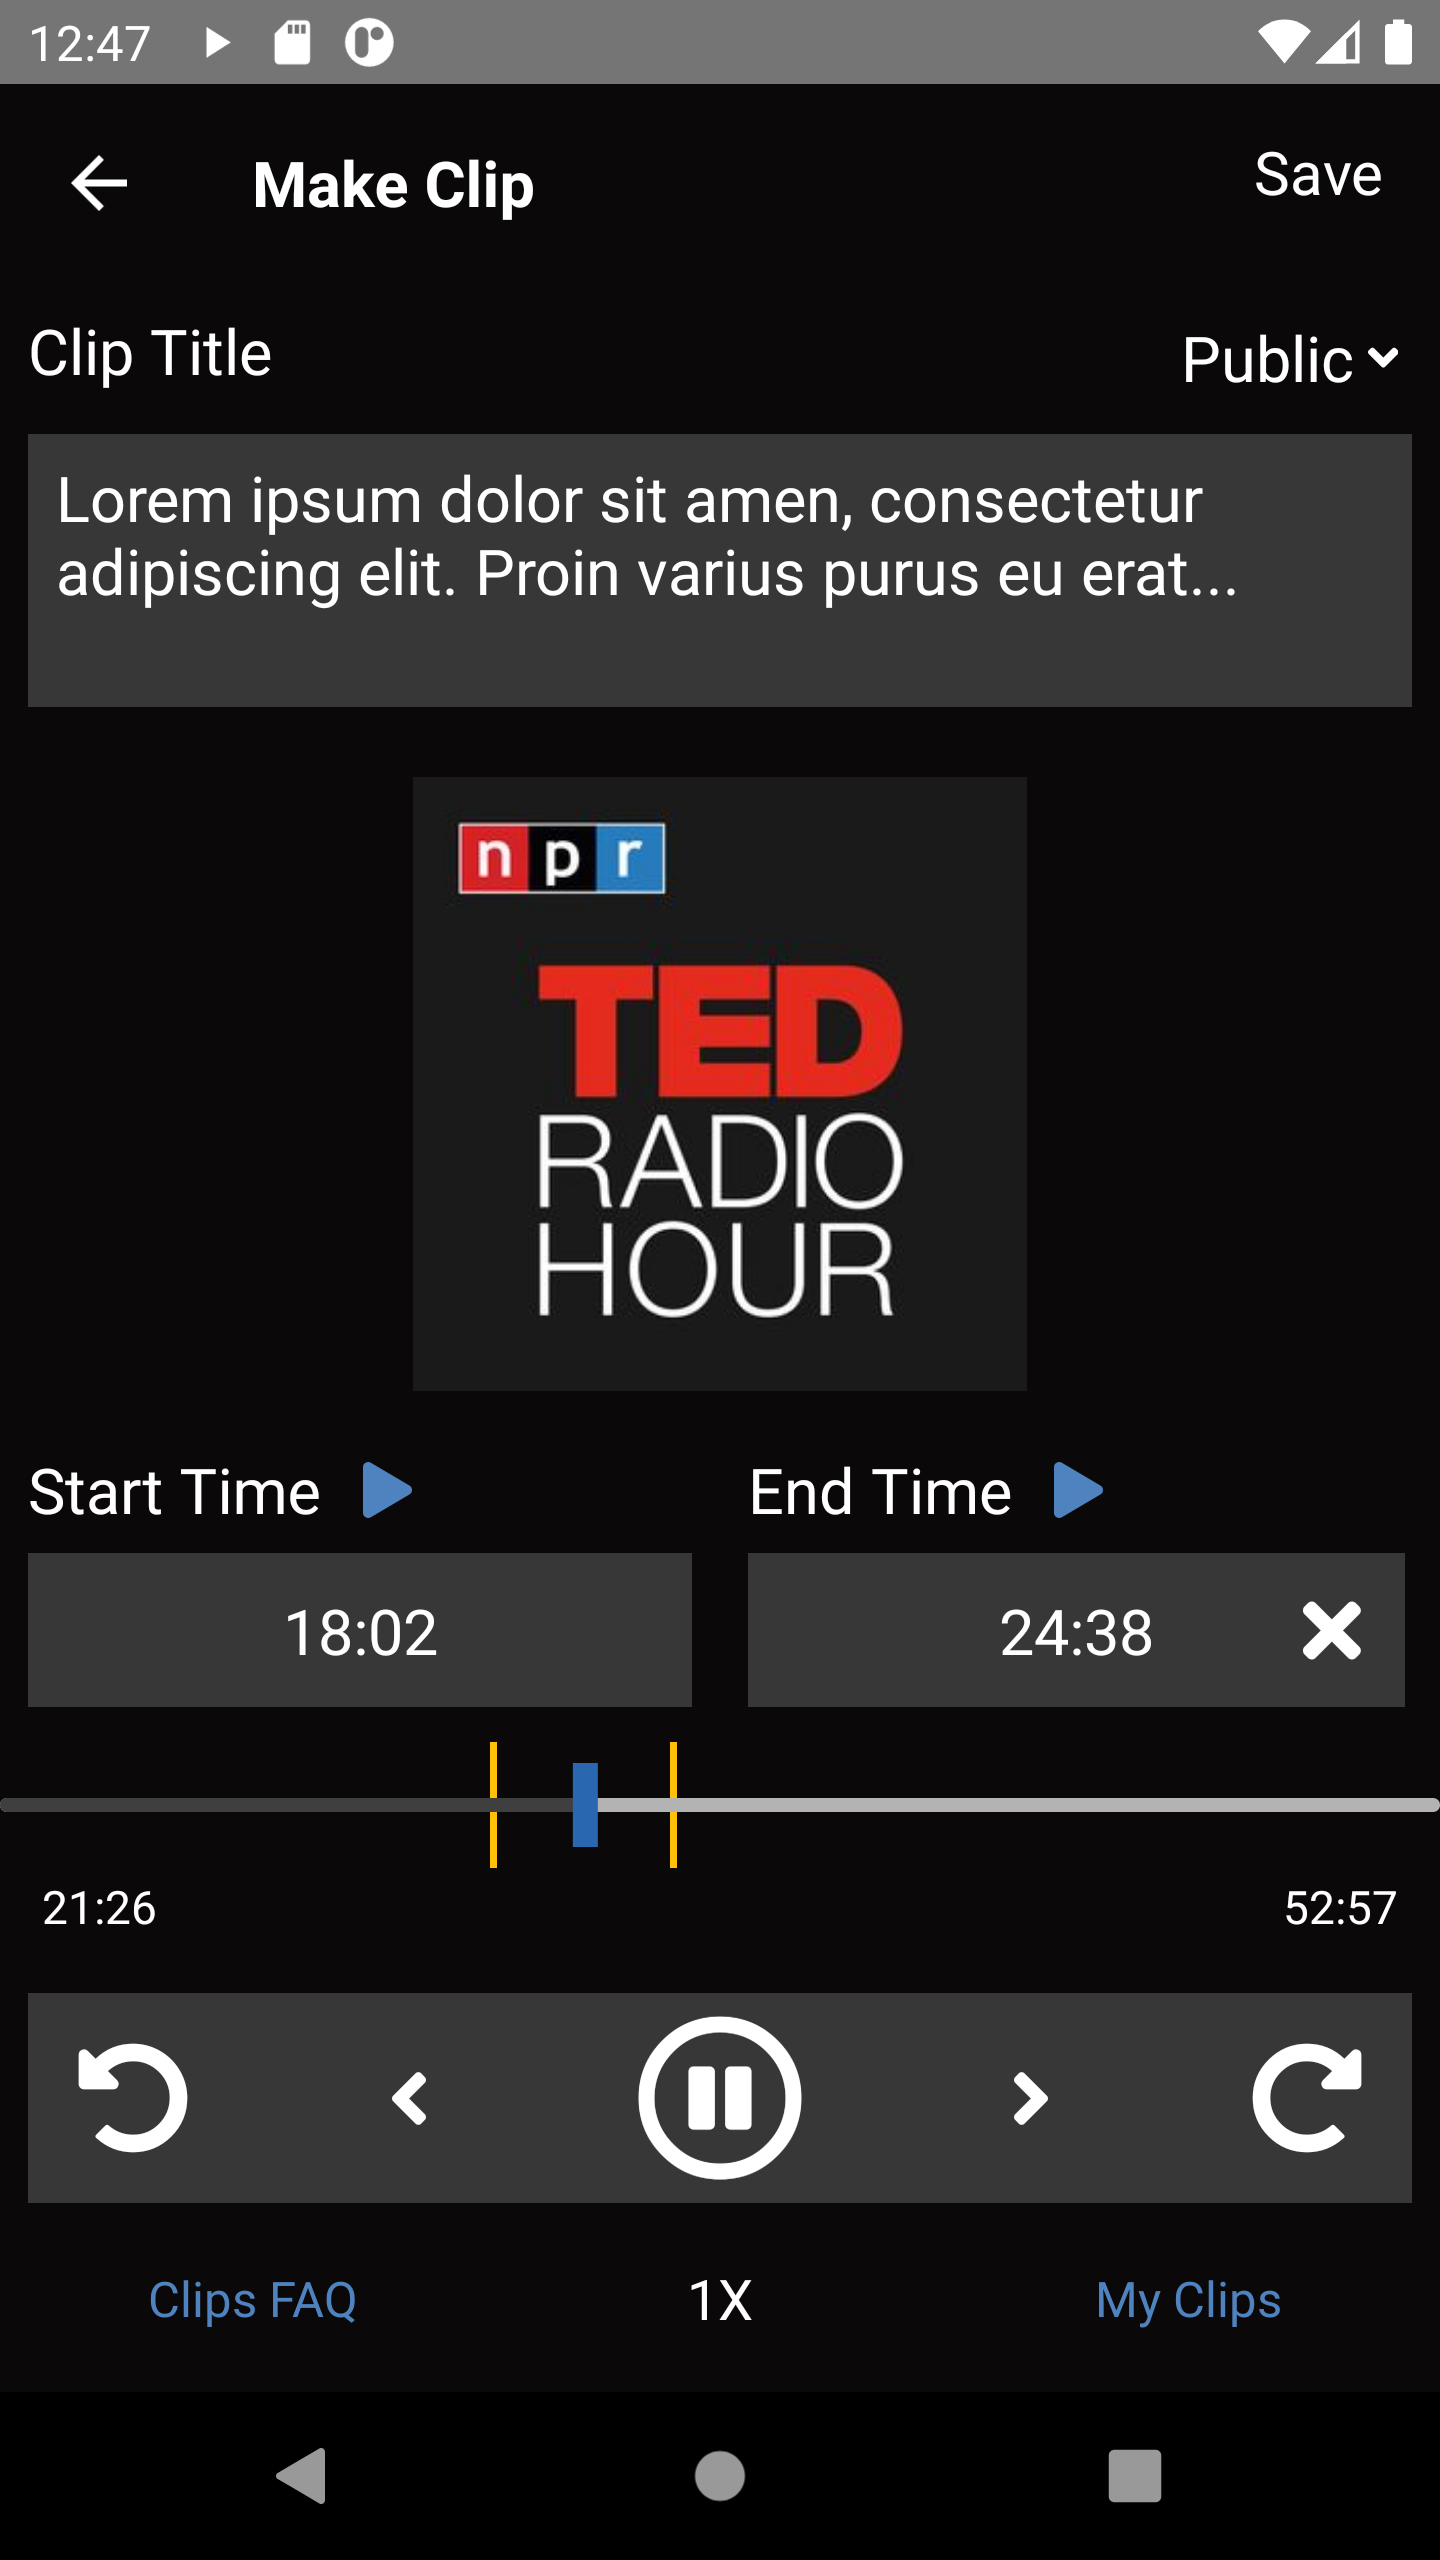 12:47
Make Clip
Save
Clip Title
Public
Lorem ipsum dolor sit amen, consectetur
adipiscing elit. Proin varius purus eu erat...
npr
TED
RADIO
HOUR
Start Time
End Time
18:02
24:38
21:26
52:57
Clips FAQ
1X
My Clips